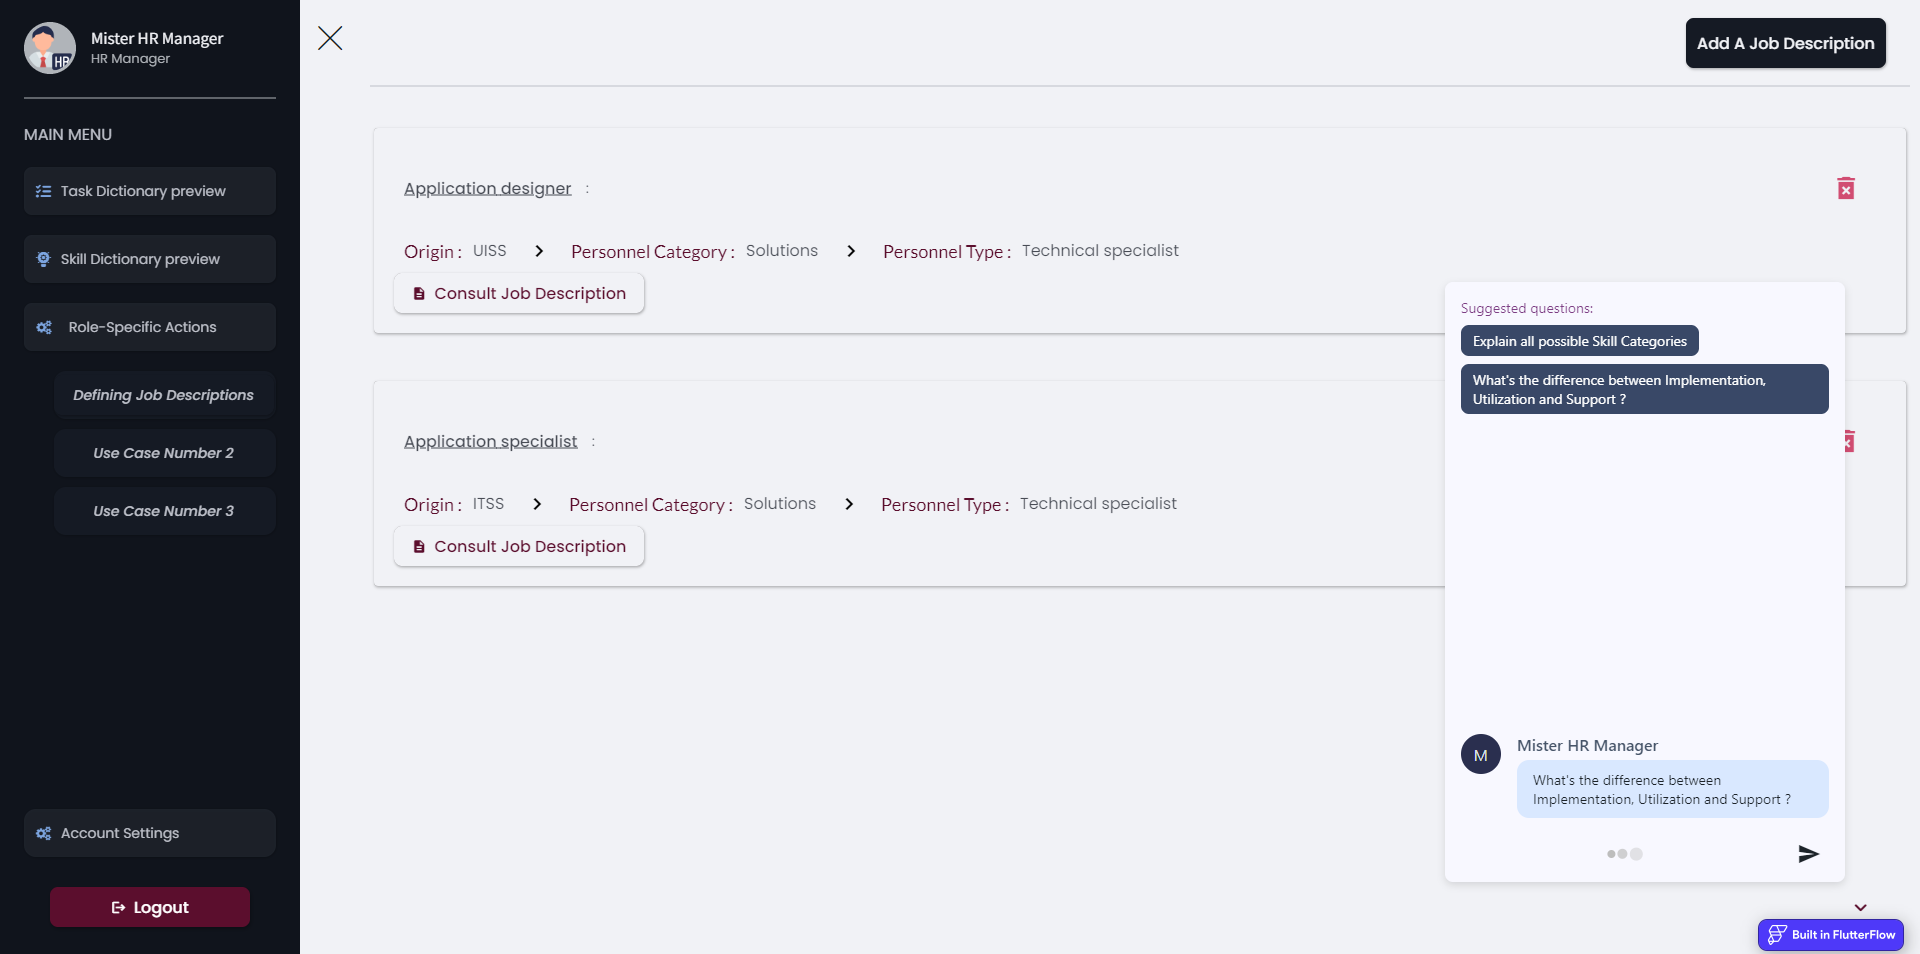 Mister HR Manager
HR Manager
HR
MAIN MENU
Task Dictionary preview
Skill Dictionary preview
Role-Specific Actions
Defining Job Descriptions
Use Case Number 2
Use Case Number 3
Account Settings
Logout
Add A Job Description
Application designer :
Origin : UISS Personnel Category : Solutions Personnel Type : Technical specialist
Consult Job Description
Application specialist :
Origin : ITSS Personnel Category : Solutions Personnel Type : Technical specialist
Consult Job Description
Suggested questions:
Explain all possible Skill Categories
What's the difference between Implementation,
Utilization and Support ?
M
Mister HR Manager
What's the difference between
Implementation, Utilization and Support ?
Built in FlutterFlow